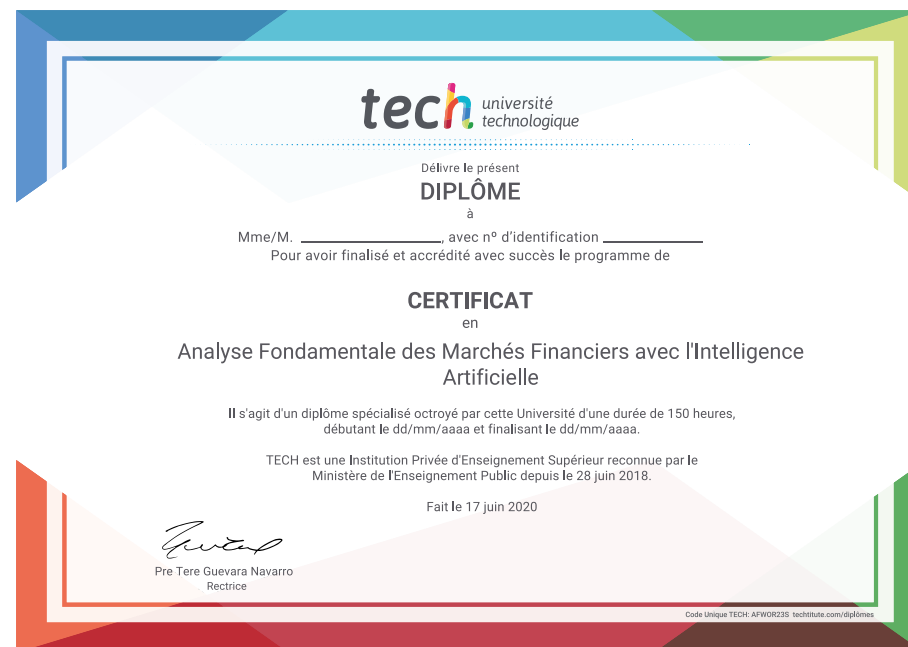 tech université
technologique
Délivre le présent
DIPLÔME
à
Mme/M. ____________________, avec nº d'identification ______________
Pour avoir finalisé et accrédité avec succès le programme de
CERTIFICAT
en
Analyse Fondamentale des Marchés Financiers avec l'Intelligence
Artificielle
Il s'agit d'un diplôme spécialisé octroyé par cette Université d'une durée de 150 heures,
débutant le dd/mm/aaaa et finalisant le dd/mm/aaaa.
TECH est une Institution Privée d'Enseignement Supérieur reconnue par le
Ministère de l'Enseignement Public depuis le 28 juin 2018.
Fait le 17 juin 2020
Pre Tere Guevara Navarro
Rectrice
Code Unique TECH: AFWOR23S techtitute.com/diplômes